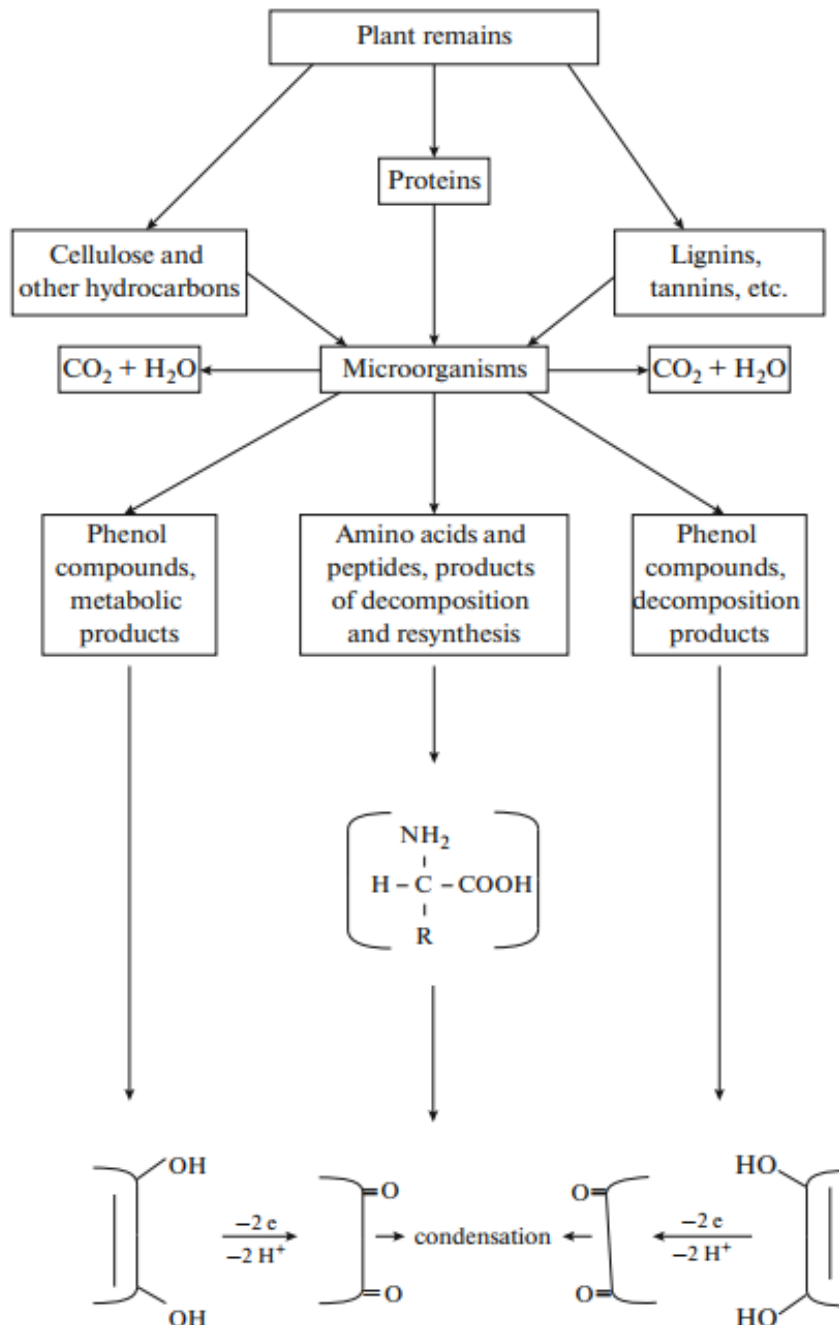 Plant remains
Proteins
Cellulose and
other hydrocarbons
Lignins,
tannins, etc.
CO₂ + H₂O
Microorganisms
CO₂ + H₂O
Phenol
compounds,
metabolic
products
Amino acids and
peptides, products
of decomposition
and resynthesis
Phenol
compounds,
decomposition
products
NH₂
H – C – COOH
R
OH
OH
–2 e
–2 H⁺
=O
=O
condensation
O=
O=
–2 e
–2 H⁺
HO
HO